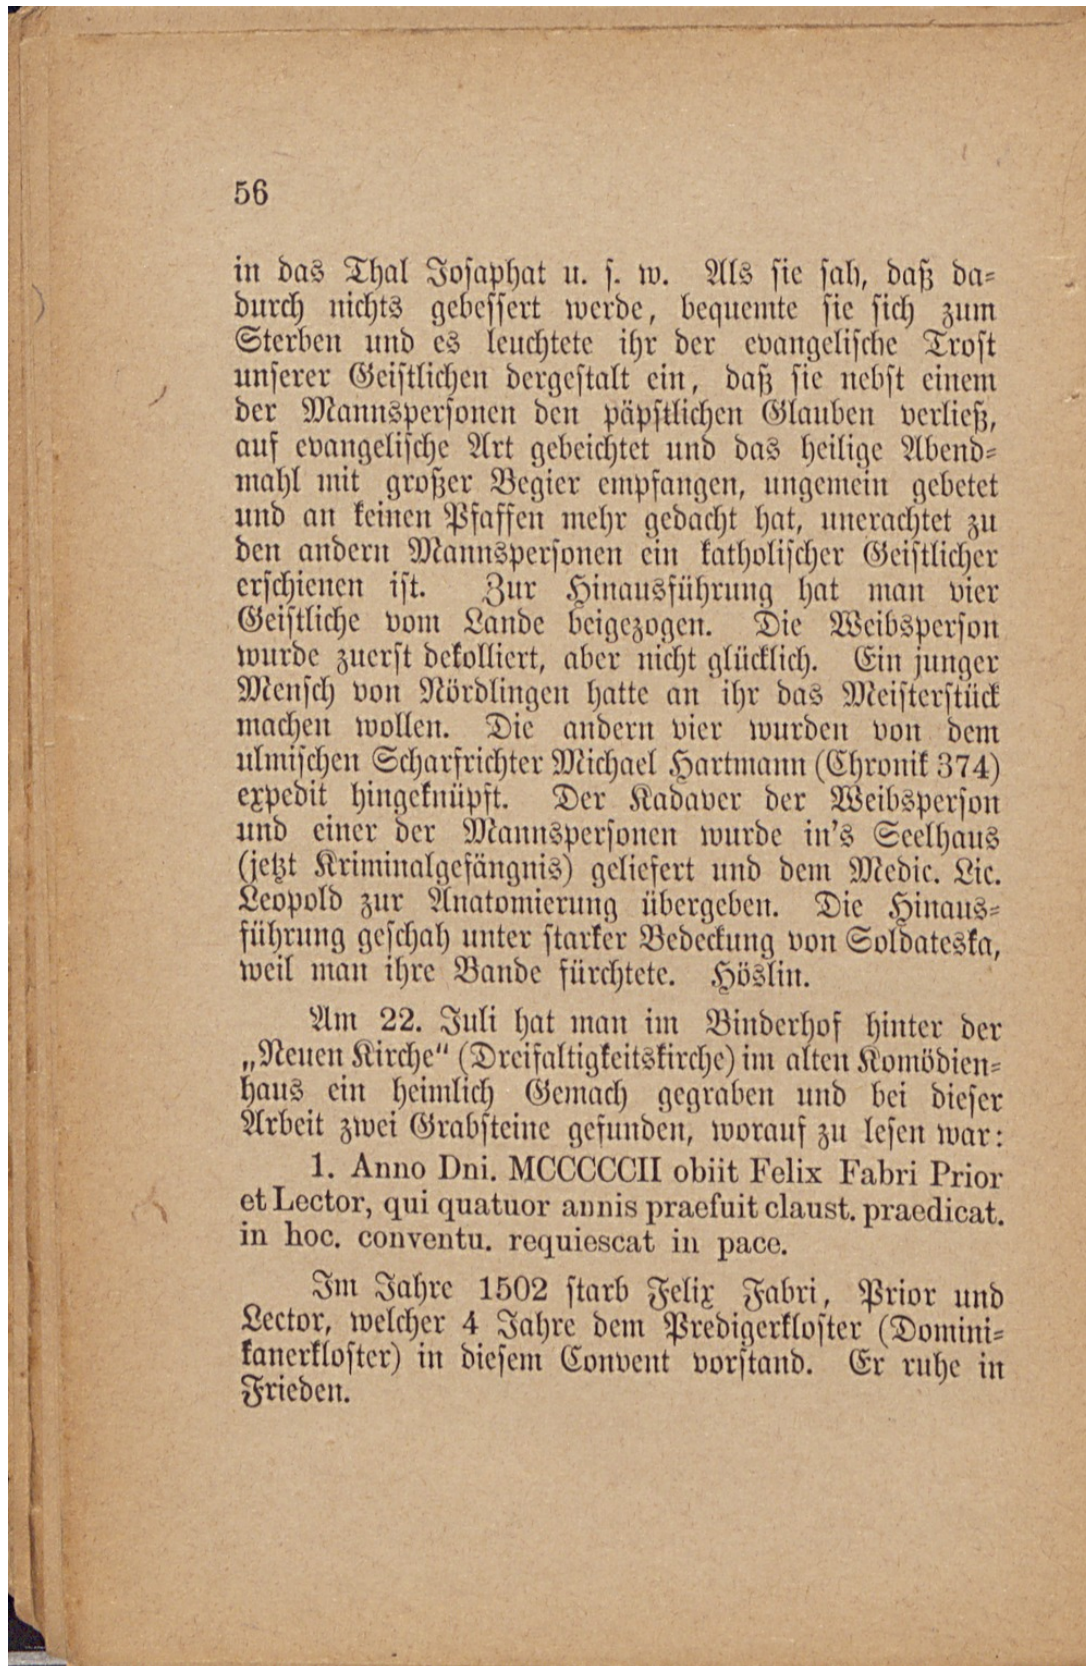 56
in das Thal Josaphat u. s. w. Als sie sah, daß da-
durch nichts gebessert werde, bequemte sie sich zum
Sterben und es leuchtete ihr der evangelische Trost
unserer Geistlichen dergestalt ein, daß sie nebst einem
der Mannspersonen den päpstlichen Glauben verließ,
auf evangelische Art gebeichtet und das heilige Abend-
mahl mit großer Begier empfangen, ungemein gebetet
und an keinen Pfaffen mehr gedacht hat, unerachtet zu
den andern Mannspersonen ein katholischer Geistlicher
erschienen ist. Zur Hinausführung hat man vier
Geistliche vom Lande beigezogen. Die Weibsperson
wurde zuerst dekolliert, aber nicht glücklich. Ein junger
Mensch von Nördlingen hatte an ihr das Meisterstück
machen wollen. Die andern vier wurden von dem
ulmischen Scharfrichter Michael Hartmann (Chronik 374)
expedit hingeknüpft. Der Kadaver der Weibsperson
und einer der Mannspersonen wurde in's Seelhaus
(jetzt Kriminalgefängnis) geliefert und dem Medic. Lic.
Leopold zur Anatomierung übergeben. Die Hinaus-
führung geschah unter starker Bedeckung von Soldateska,
weil man ihre Bande fürchtete. Höslin.
Am 22. Juli hat man im Binderhof hinter der
„Neuen Kirche“ (Dreifaltigkeitskirche) im alten Komödien-
haus ein heimlich Gemach gegraben und bei dieser
Arbeit zwei Grabsteine gefunden, worauf zu lesen war:
1. Anno Dni. MCCCCCII obiit Felix Fabri Prior
et Lector, qui quatuor annis praefuit claust. praedicat.
in hoc. conventu. requiescat in pace.
Im Jahre 1502 starb Felix Fabri, Prior und
Lector, welcher 4 Jahre dem Predigerkloster (Domini-
kanerkloster) in diesem Convent vorstand. Er ruhe in
Frieden.